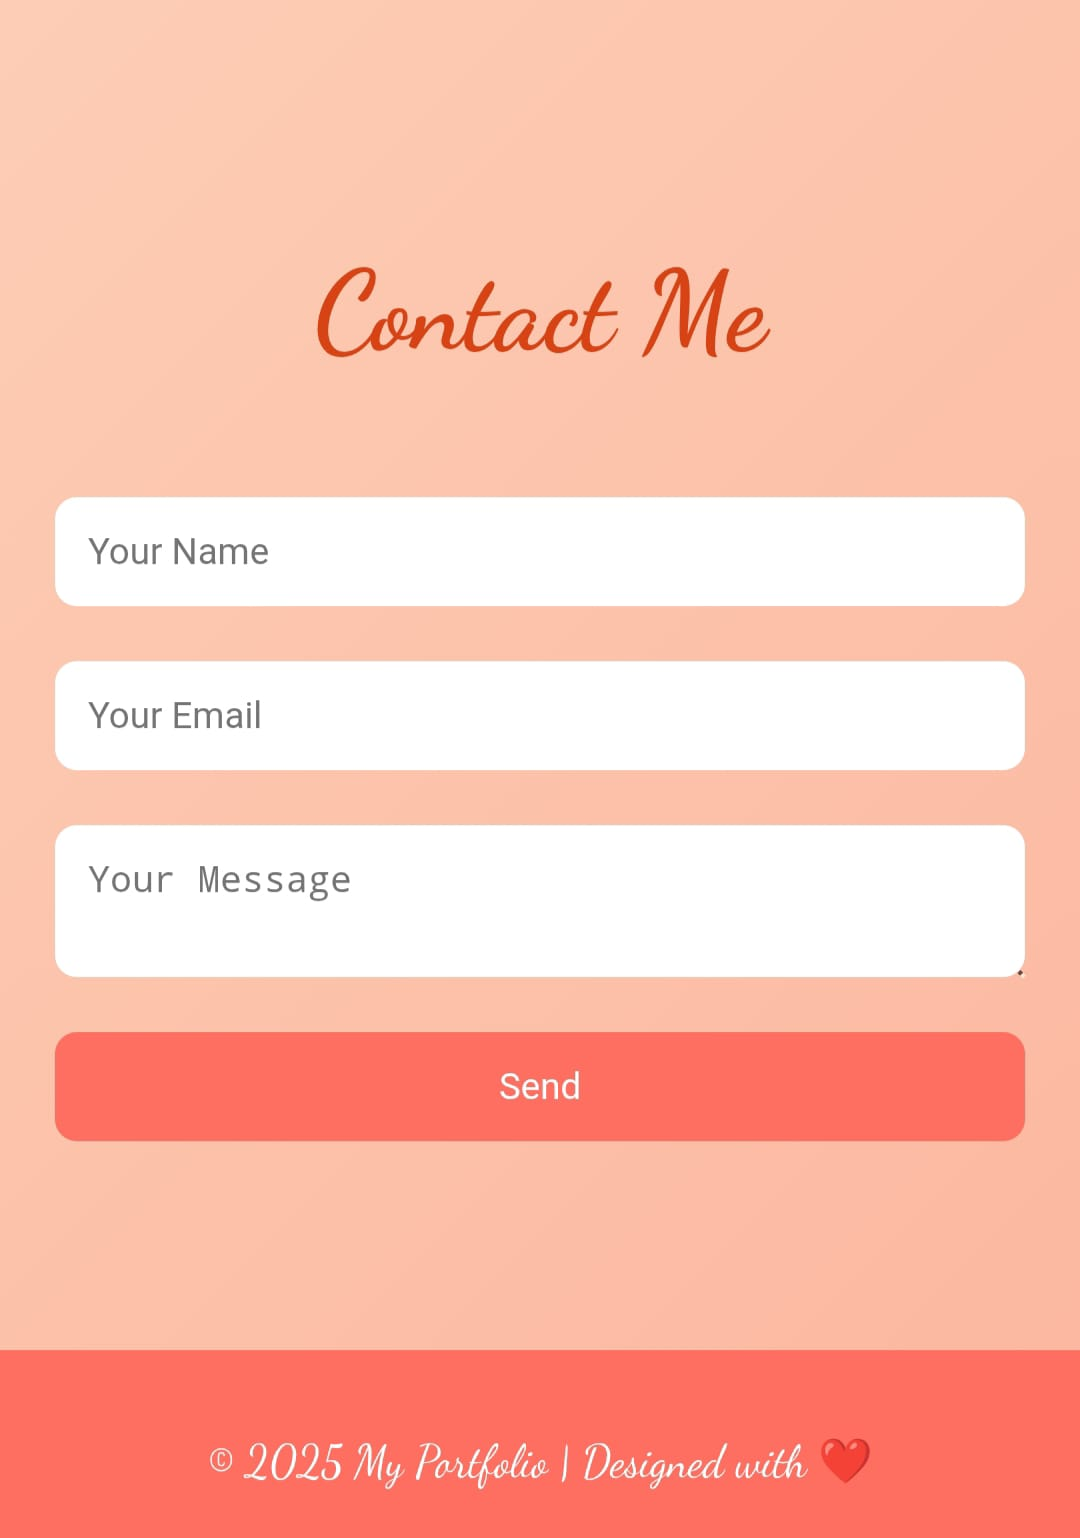 Contact Me
Your Name
Your Email
Your Message
Send
© 2025 My Portfolio | Designed with ❤️